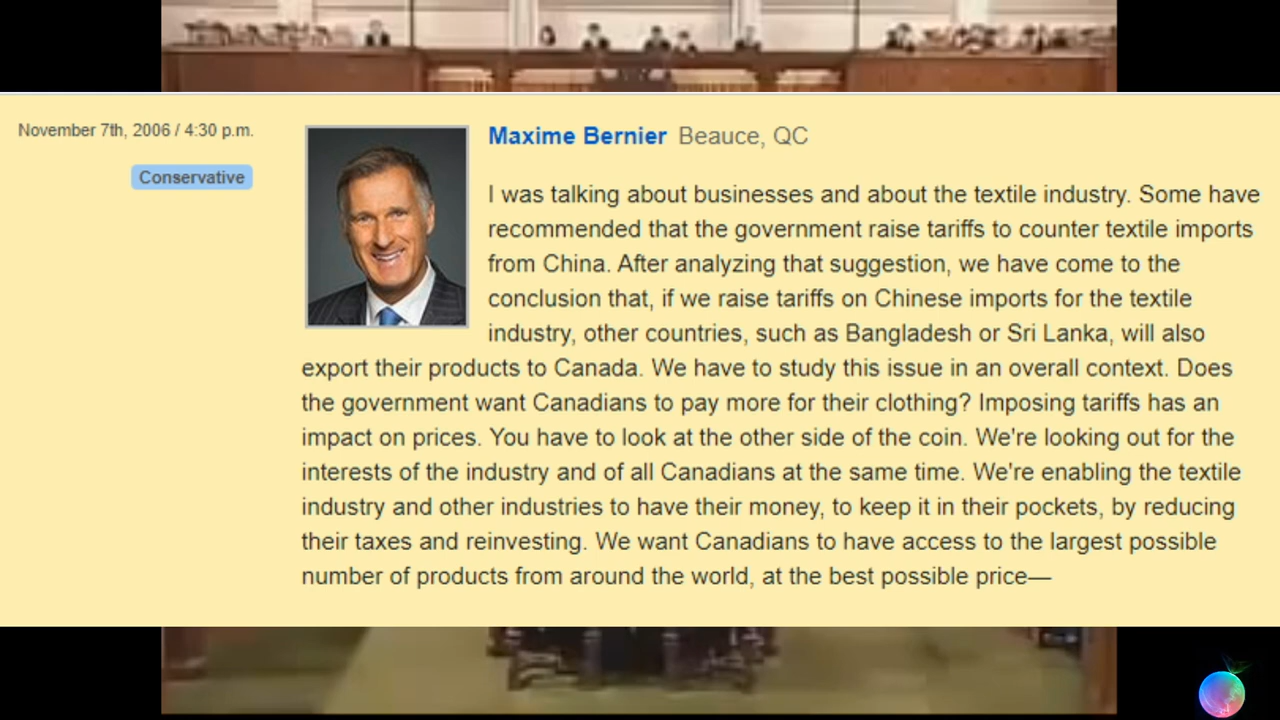 November 7th, 2006 / 4:30 p.m.
Conservative
Maxime Bernier Beauce, QC
I was talking about businesses and about the textile industry. Some have
recommended that the government raise tariffs to counter textile imports
from China. After analyzing that suggestion, we have come to the
conclusion that, if we raise tariffs on Chinese imports for the textile
industry, other countries, such as Bangladesh or Sri Lanka, will also
export their products to Canada. We have to study this issue in an overall context. Does
the government want Canadians to pay more for their clothing? Imposing tariffs has an
impact on prices. You have to look at the other side of the coin. We're looking out for the
interests of the industry and of all Canadians at the same time. We're enabling the textile
industry and other industries to have their money, to keep it in their pockets, by reducing
their taxes and reinvesting. We want Canadians to have access to the largest possible
number of products from around the world, at the best possible price—